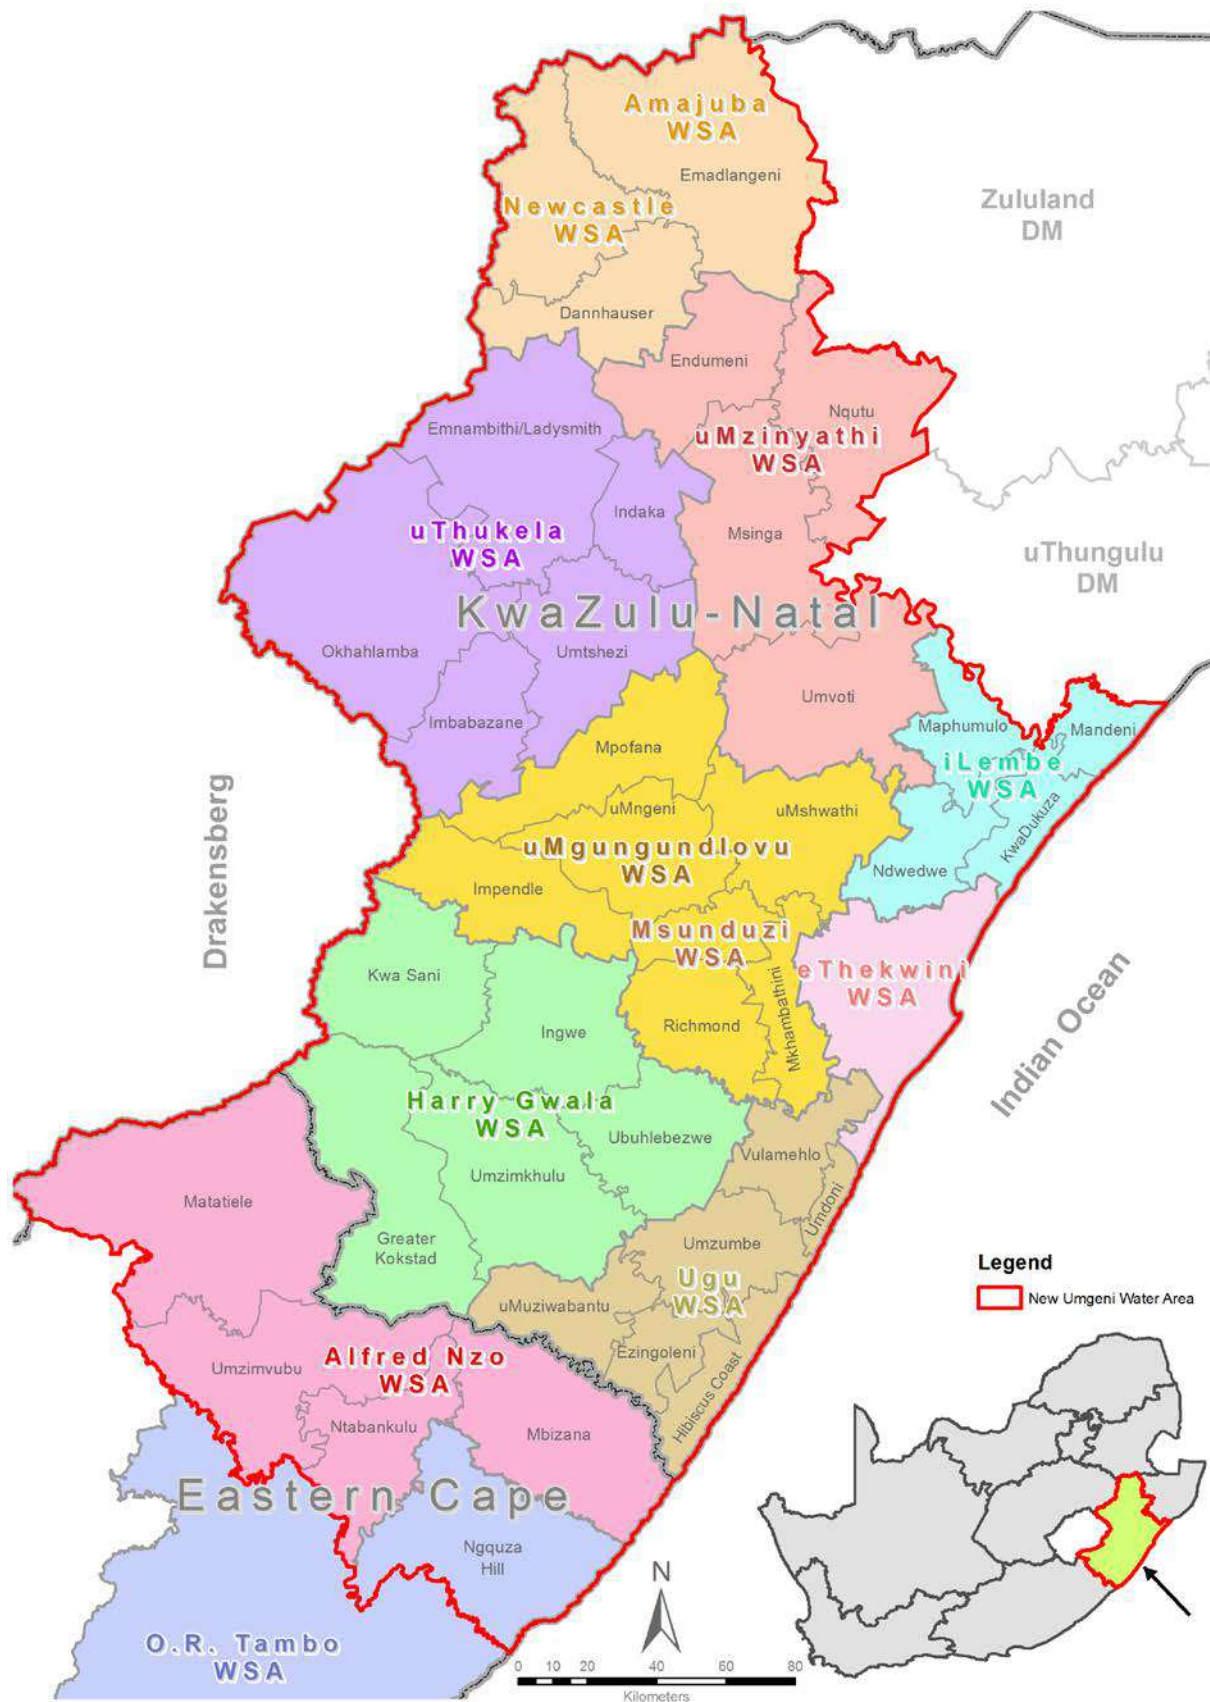 Amajuba
WSA
Emadlangeni
Zululand
DM
Newcastle
WSA
Dannhauser
Endumeni
Nqutu
Emnambithi/Ladysmith
uMzinyathi
WSA
Indaka
uThukela
WSA
Msinga
uThungulu
DM
KwaZulu-Natal
Okhahlamba
Umtshezi
Umvoti
Imbabazane
Maphumulo
Mandeni
Mpofana
iLembe
WSA
KwaDukuza
uMngeni
uMshwathi
Drakensberg
uMgungundlovu
WSA
Ndwedwe
Impendle
Msunduzi
WSA
eThekwini
WSA
Kwa Sani
Ingwe
Richmond
Mkhambathini
Indian Ocean
Harry Gwala
WSA
Ubuhlebezwe
Vulamehlo
Umzimkhulu
Umdoni
Matatiele
Greater
Kokstad
Umzumbe
Ugu
WSA
uMuziwabantu
Ezingoleni
Hibiscus Coast
Legend
New Umgeni Water Area
Alfred Nzo
WSA
Umzimvubu
Ntabankulu
Mbizana
Eastern Cape
Ngquza
Hill
O.R. Tambo
WSA
N
0 10 20 40 60 80
Kilometers